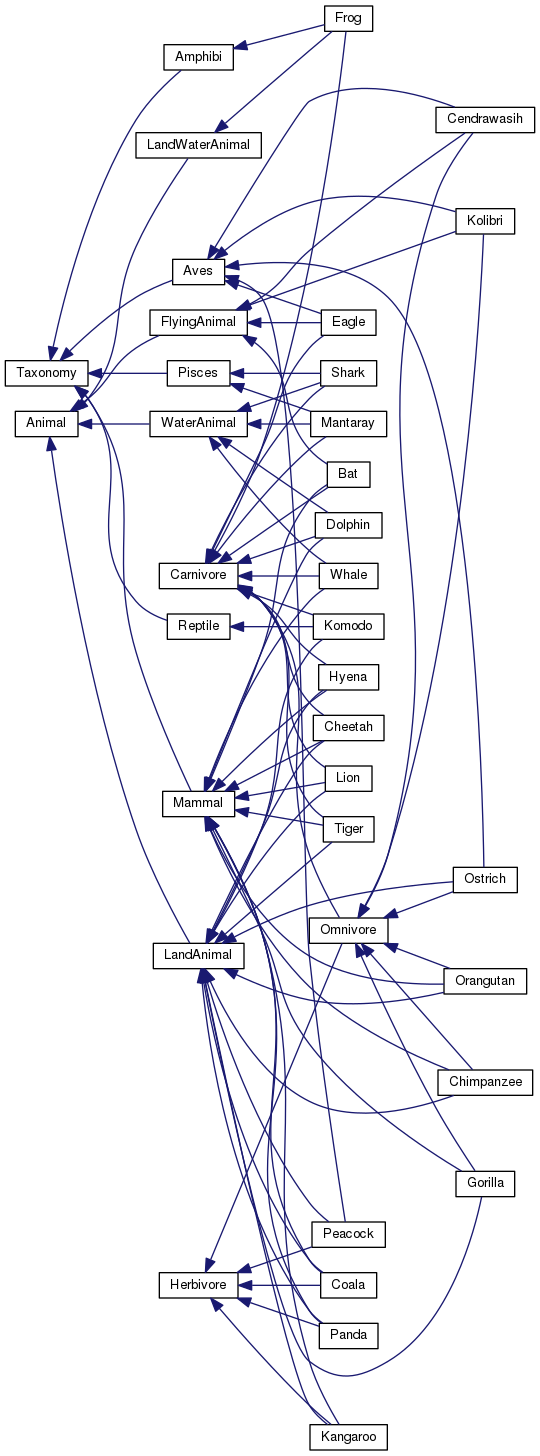 Frog
Amphibi
Cendrawasih
LandWaterAnimal
Kolibri
Aves
FlyingAnimal
Eagle
Taxonomy
Pisces
Shark
Animal
WaterAnimal
Mantaray
Bat
Dolphin
Carnivore
Whale
Reptile
Komodo
Hyena
Cheetah
Lion
Mammal
Tiger
Ostrich
Omnivore
LandAnimal
Orangutan
Chimpanzee
Gorilla
Peacock
Herbivore
Coala
Panda
Kangaroo